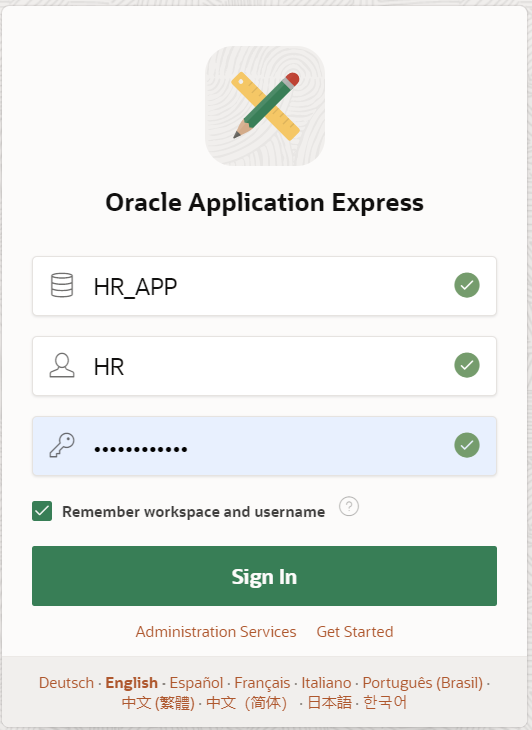 Oracle Application Express
HR_APP
HR
••••••••••••
Remember workspace and username ?
Sign In
Administration Services Get Started
Deutsch · English · Español · Français · Italiano · Português (Brasil) ·
中文 (繁體) · 中文（简体） · 日本語 · 한국어